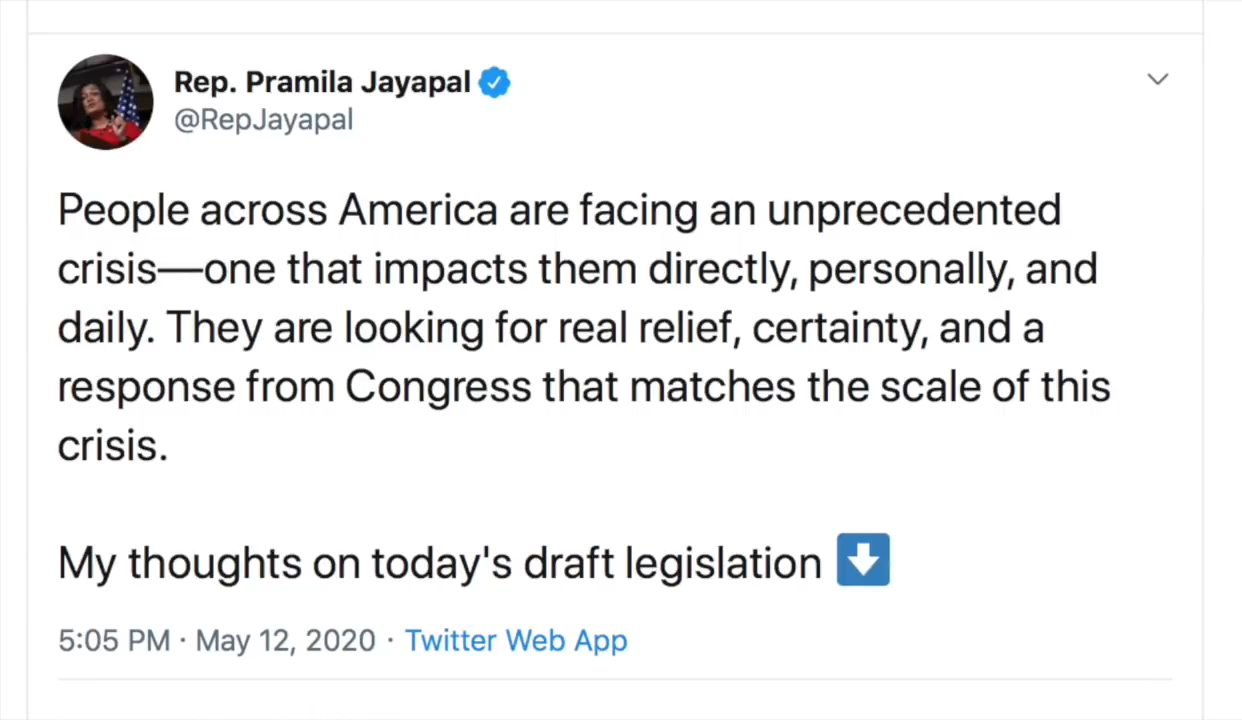 Rep. Pramila Jayapal
@RepJayapal
People across America are facing an unprecedented
crisis—one that impacts them directly, personally, and
daily. They are looking for real relief, certainty, and a
response from Congress that matches the scale of this
crisis.
My thoughts on today's draft legislation ⬇️
5:05 PM · May 12, 2020 · Twitter Web App